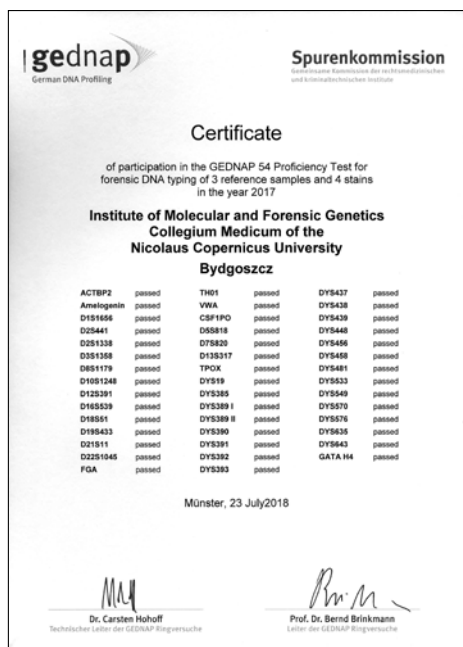 gednap
German DNA Profiling
Spurenkommission
Gemeinsame Kommission der rechtsmedizinischen
und kriminaltechnischen Institute
Certificate
of participation in the GEDNAP 54 Proficiency Test for
forensic DNA typing of 3 reference samples and 4 stains
in the year 2017
Institute of Molecular and Forensic Genetics
Collegium Medicum of the
Nicolaus Copernicus University
Bydgoszcz
ACTBP2 passed TH01 passed DYS437 passed
Amelogenin passed VWA passed DYS438 passed
D1S1656 passed CSF1PO passed DYS439 passed
D2S441 passed D5S818 passed DYS448 passed
D2S1338 passed D7S820 passed DYS456 passed
D3S1358 passed D13S317 passed DYS458 passed
D8S1179 passed TPOX passed DYS481 passed
D10S1248 passed DYS19 passed DYS533 passed
D12S391 passed DYS385 passed DYS549 passed
D16S539 passed DYS389 I passed DYS570 passed
D18S51 passed DYS389 II passed DYS576 passed
D19S433 passed DYS390 passed DYS635 passed
D21S11 passed DYS391 passed DYS643 passed
D22S1045 passed DYS392 passed GATA H4 passed
FGA passed DYS393 passed
Münster, 23 July2018
Dr. Carsten Hohoff
Technischer Leiter der GEDNAP Ringversuche
Prof. Dr. Bernd Brinkmann
Leiter der GEDNAP Ringversuche